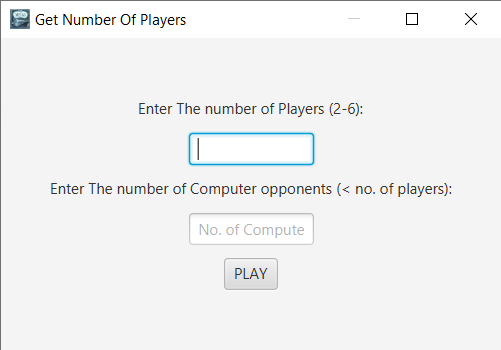 Get Number Of Players
Enter The number of Players (2-6):
Enter The number of Computer opponents (< no. of players):
No. of Compute
PLAY